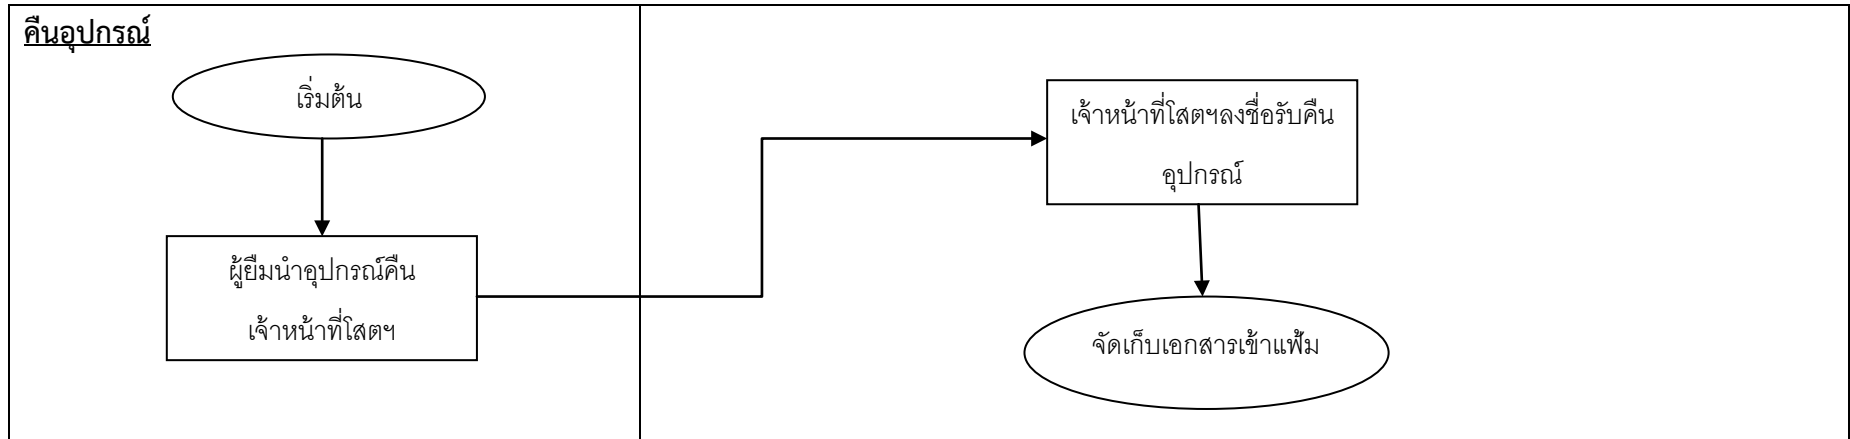 คืนอุปกรณ์
เริ่มต้น
ผู้ยืมนำอุปกรณ์คืน
เจ้าหน้าที่โสตฯ
เจ้าหน้าที่โสตฯลงชื่อรับคืน
อุปกรณ์
จัดเก็บเอกสารเข้าแฟ้ม